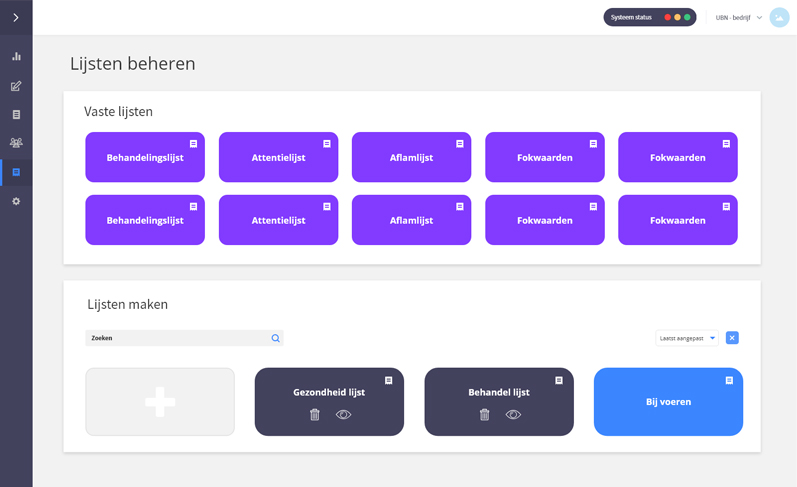 Systeem status
UBN - bedrijf
Lijsten beheren
Vaste lijsten
Behandelingslijst
Attentielijst
Aflamlijst
Fokwaarden
Fokwaarden
Behandelingslijst
Attentielijst
Aflamlijst
Fokwaarden
Fokwaarden
Lijsten maken
Zoeken
Laatst aangepast
Gezondheid lijst
Behandel lijst
Bij voeren